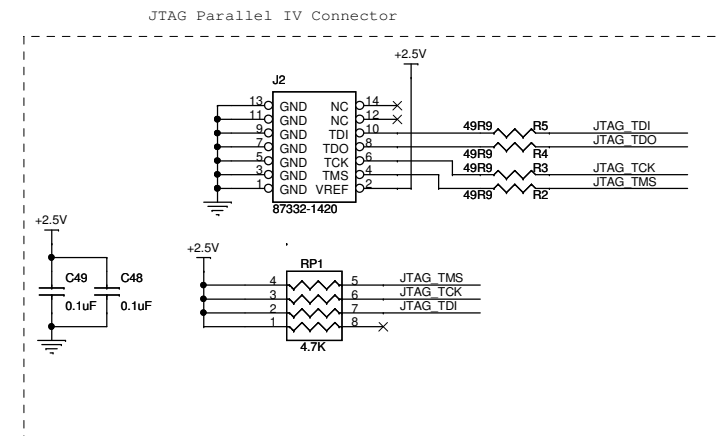 JTAG Parallel IV Connector
+2.5V
J2
13 GND NC 14
11 GND NC 12
9 GND TDI 10 49R9 R5 JTAG_TDI
7 GND TDO 8 49R9 R4 JTAG_TDO
5 GND TCK 6 49R9 R3 JTAG_TCK
3 GND TMS 4 49R9 R2 JTAG_TMS
1 GND VREF 2
87332-1420
+2.5V
C49 C48
0.1uF 0.1uF
+2.5V
RP1
4 5 JTAG_TMS
3 6 JTAG_TCK
2 7 JTAG_TDI
1 8
4.7K